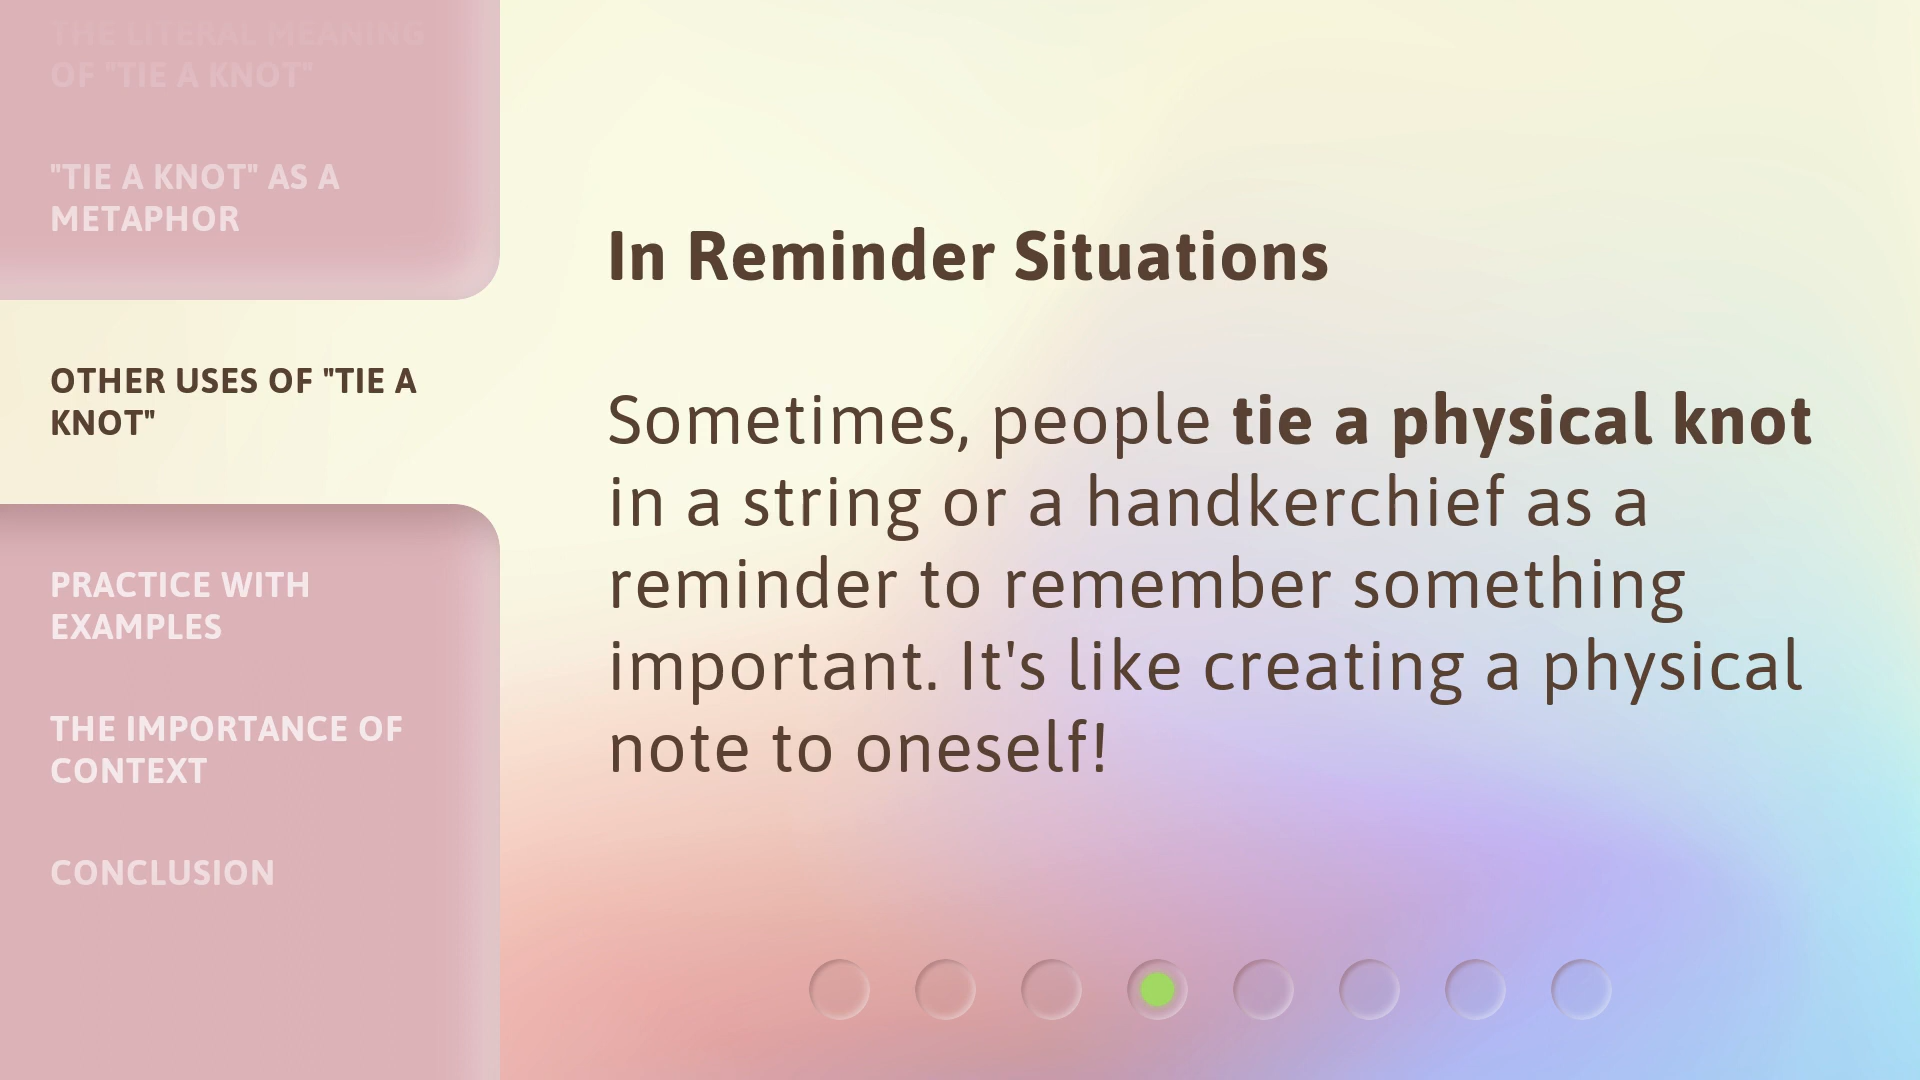 THE LITERAL MEANING
OF "TIE A KNOT"
"TIE A KNOT" AS A
METAPHOR
OTHER USES OF "TIE A
KNOT"
PRACTICE WITH
EXAMPLES
THE IMPORTANCE OF
CONTEXT
CONCLUSION
In Reminder Situations
Sometimes, people tie a physical knot
in a string or a handkerchief as a
reminder to remember something
important. It's like creating a physical
note to oneself!